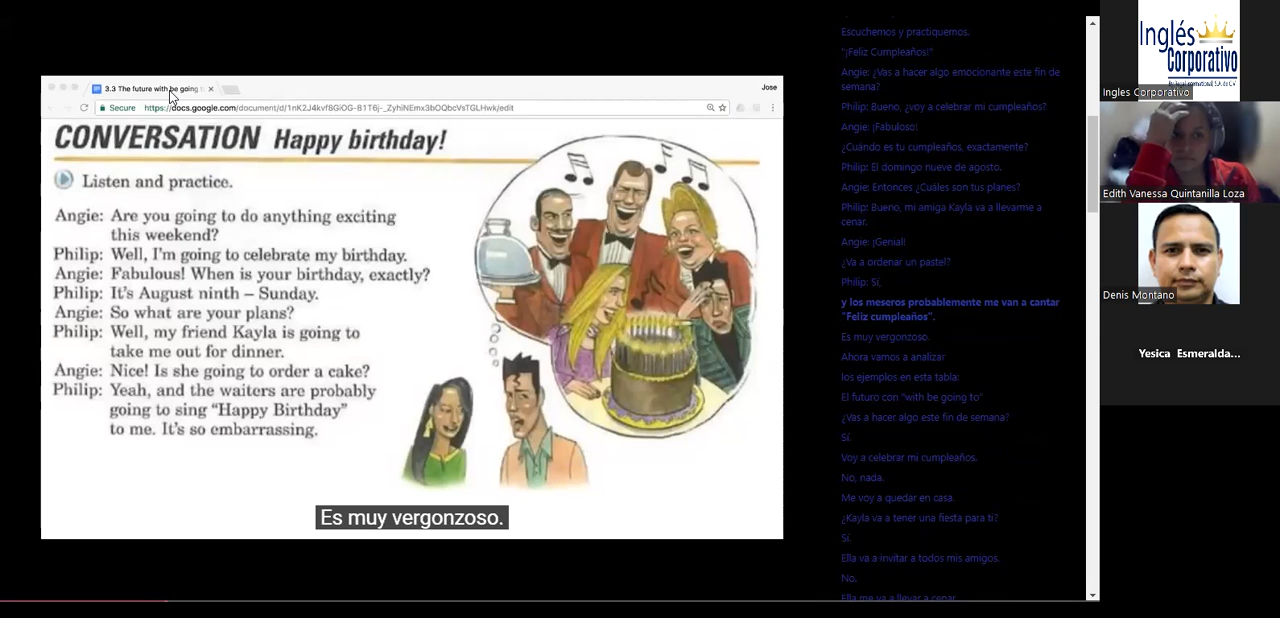 3.3 The future with be going
Jose
Secure
https://docs.google.com/document/d/1nK2J4kvf8GiOG-81T6j-_ZyhiNEmx3bOQbcVsTGLHwk/edit
CONVERSATION Happy birthday!
Listen and practice.
Angie: Are you going to do anything exciting
this weekend?
Philip: Well, I'm going to celebrate my birthday.
Angie: Fabulous! When is your birthday, exactly?
Philip: It's August ninth – Sunday.
Angie: So what are your plans?
Philip: Well, my friend Kayla is going to
take me out for dinner.
Angie: Nice! Is she going to order a cake?
Philip: Yeah, and the waiters are probably
going to sing "Happy Birthday"
to me. It's so embarrassing.
Es muy vergonzoso.
Escuchemos y practiquemos.
"¡Feliz Cumpleaños!"
Angie: ¿Vas a hacer algo emocionante este fin de
semana?
Philip: Bueno, ¿voy a celebrar mi cumpleaños?
Angie: ¡Fabuloso!
¿Cuándo es tu cumpleaños, exactamente?
Philip: El domingo nueve de agosto.
Angie: Entonces ¿Cuáles son tus planes?
Philip: Bueno, mi amiga Kayla va a llevarme a
cenar.
Angie: ¡Genial!
¿Va a ordenar un pastel?
Philip: Sí,
y los meseros probablemente me van a cantar
"Feliz cumpleaños".
Es muy vergonzoso.
Ahora vamos a analizar
los ejemplos en esta tabla:
El futuro con "with be going to"
¿Vas a hacer algo este fin de semana?
Sí.
Voy a celebrar mi cumpleaños.
No, nada.
Me voy a quedar en casa.
¿Kayla va a tener una fiesta para ti?
Sí.
Ella va a invitar a todos mis amigos.
No,
Ella me va a llevar a cenar
Inglés
Corporativo
Ingles Corporativo
Edith Vanessa Quintanilla Loza
Denis Montano
Yesica Esmeralda...